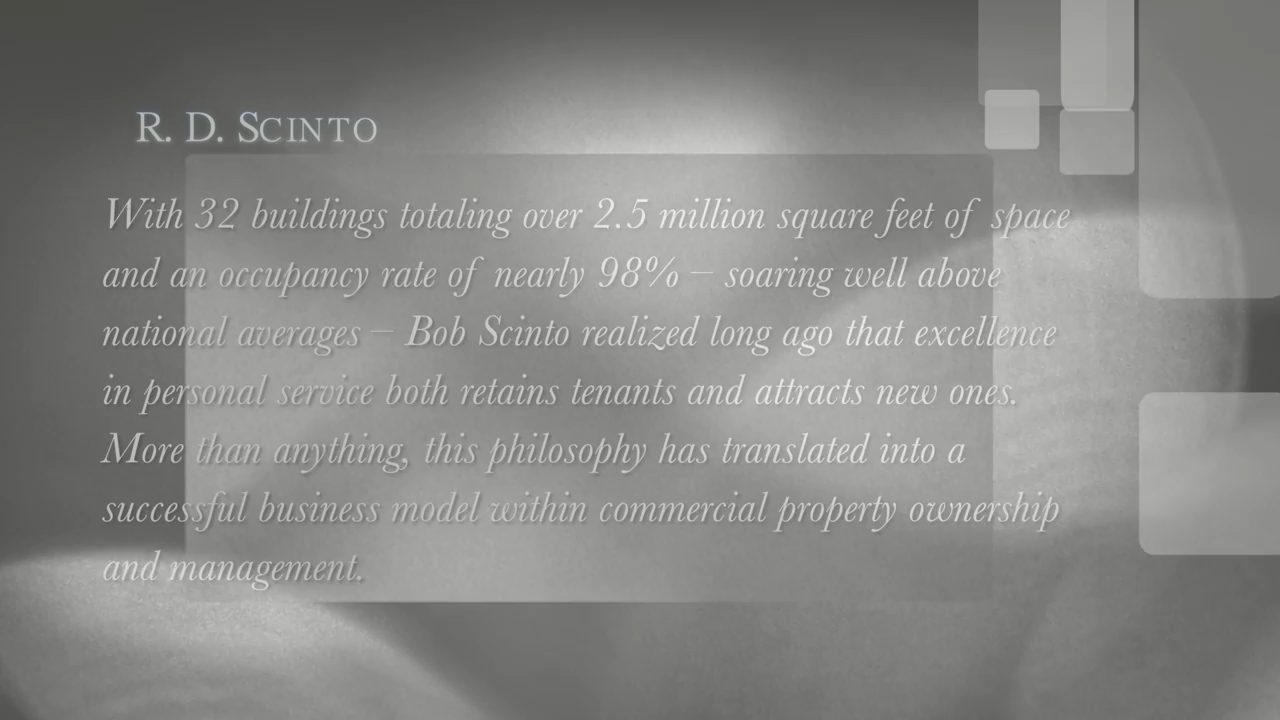 R. D. SCINTO
With 32 buildings totaling over 2.5 million square feet of space
and an occupancy rate of nearly 98% – soaring well above
national averages – Bob Scinto realized long ago that excellence
in personal service both retains tenants and attracts new ones.
More than anything, this philosophy has translated into a
successful business model within commercial property ownership
and management.